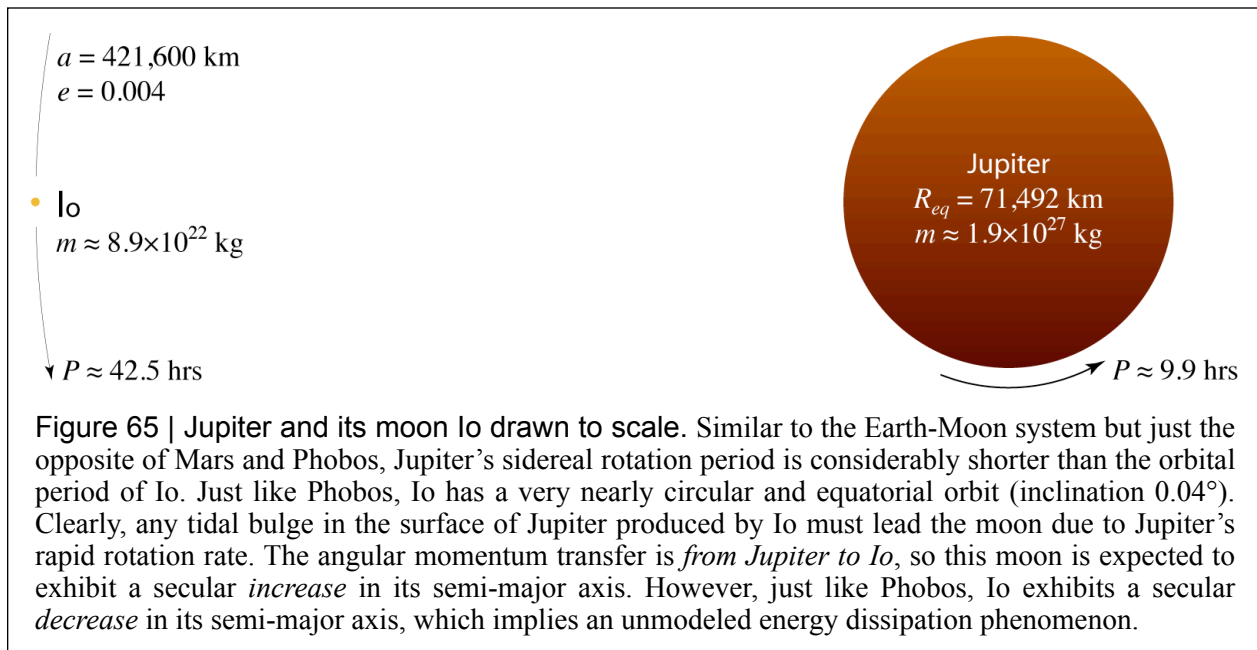 a = 421,600 km
e = 0.004
Io
m ≈ 8.9×10²² kg
P ≈ 42.5 hrs
Jupiter
R_eq = 71,492 km
m ≈ 1.9×10²⁷ kg
P ≈ 9.9 hrs
Figure 65 | Jupiter and its moon Io drawn to scale. Similar to the Earth-Moon system but just the
opposite of Mars and Phobos, Jupiter’s sidereal rotation period is considerably shorter than the orbital
period of Io. Just like Phobos, Io has a very nearly circular and equatorial orbit (inclination 0.04°).
Clearly, any tidal bulge in the surface of Jupiter produced by Io must lead the moon due to Jupiter’s
rapid rotation rate. The angular momentum transfer is from Jupiter to Io, so this moon is expected to
exhibit a secular increase in its semi-major axis. However, just like Phobos, Io exhibits a secular
decrease in its semi-major axis, which implies an unmodeled energy dissipation phenomenon.